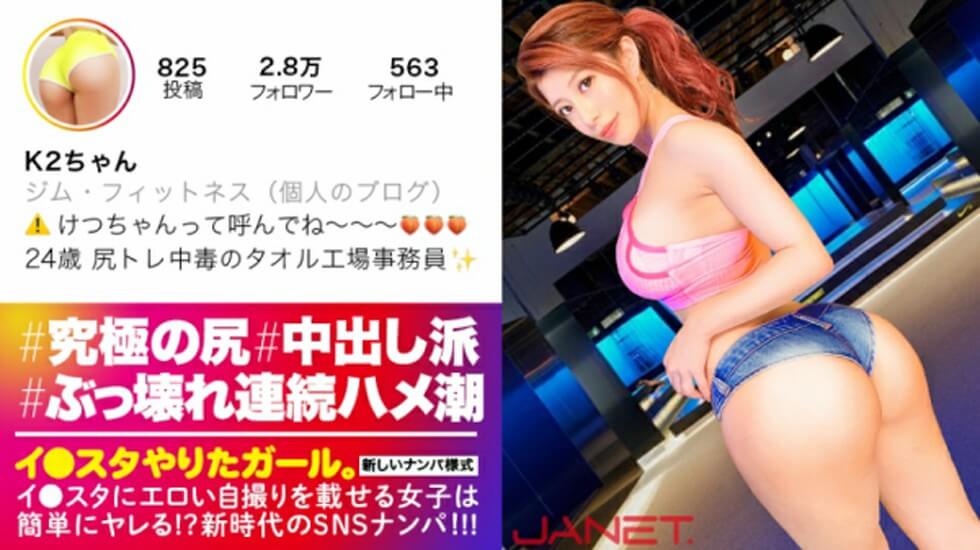 825
投稿
2.8万
フォロワー
563
フォロー中
K2ちゃん
ジム・フィットネス（個人のブログ）
⚠️けつちゃんって呼んでね〜〜〜🍑🍑🍑
24歳 尻トレ中毒のタオル工場事務員✨
#究極の尻#中出し派
#ぶっ壊れ連続ハメ潮
イ●スタやりたガール。新しいナンパ様式
イ●スタにエロい自撮りを載せる女子は
簡単にヤレる!?新時代のSNSナンパ!!!
JANET.